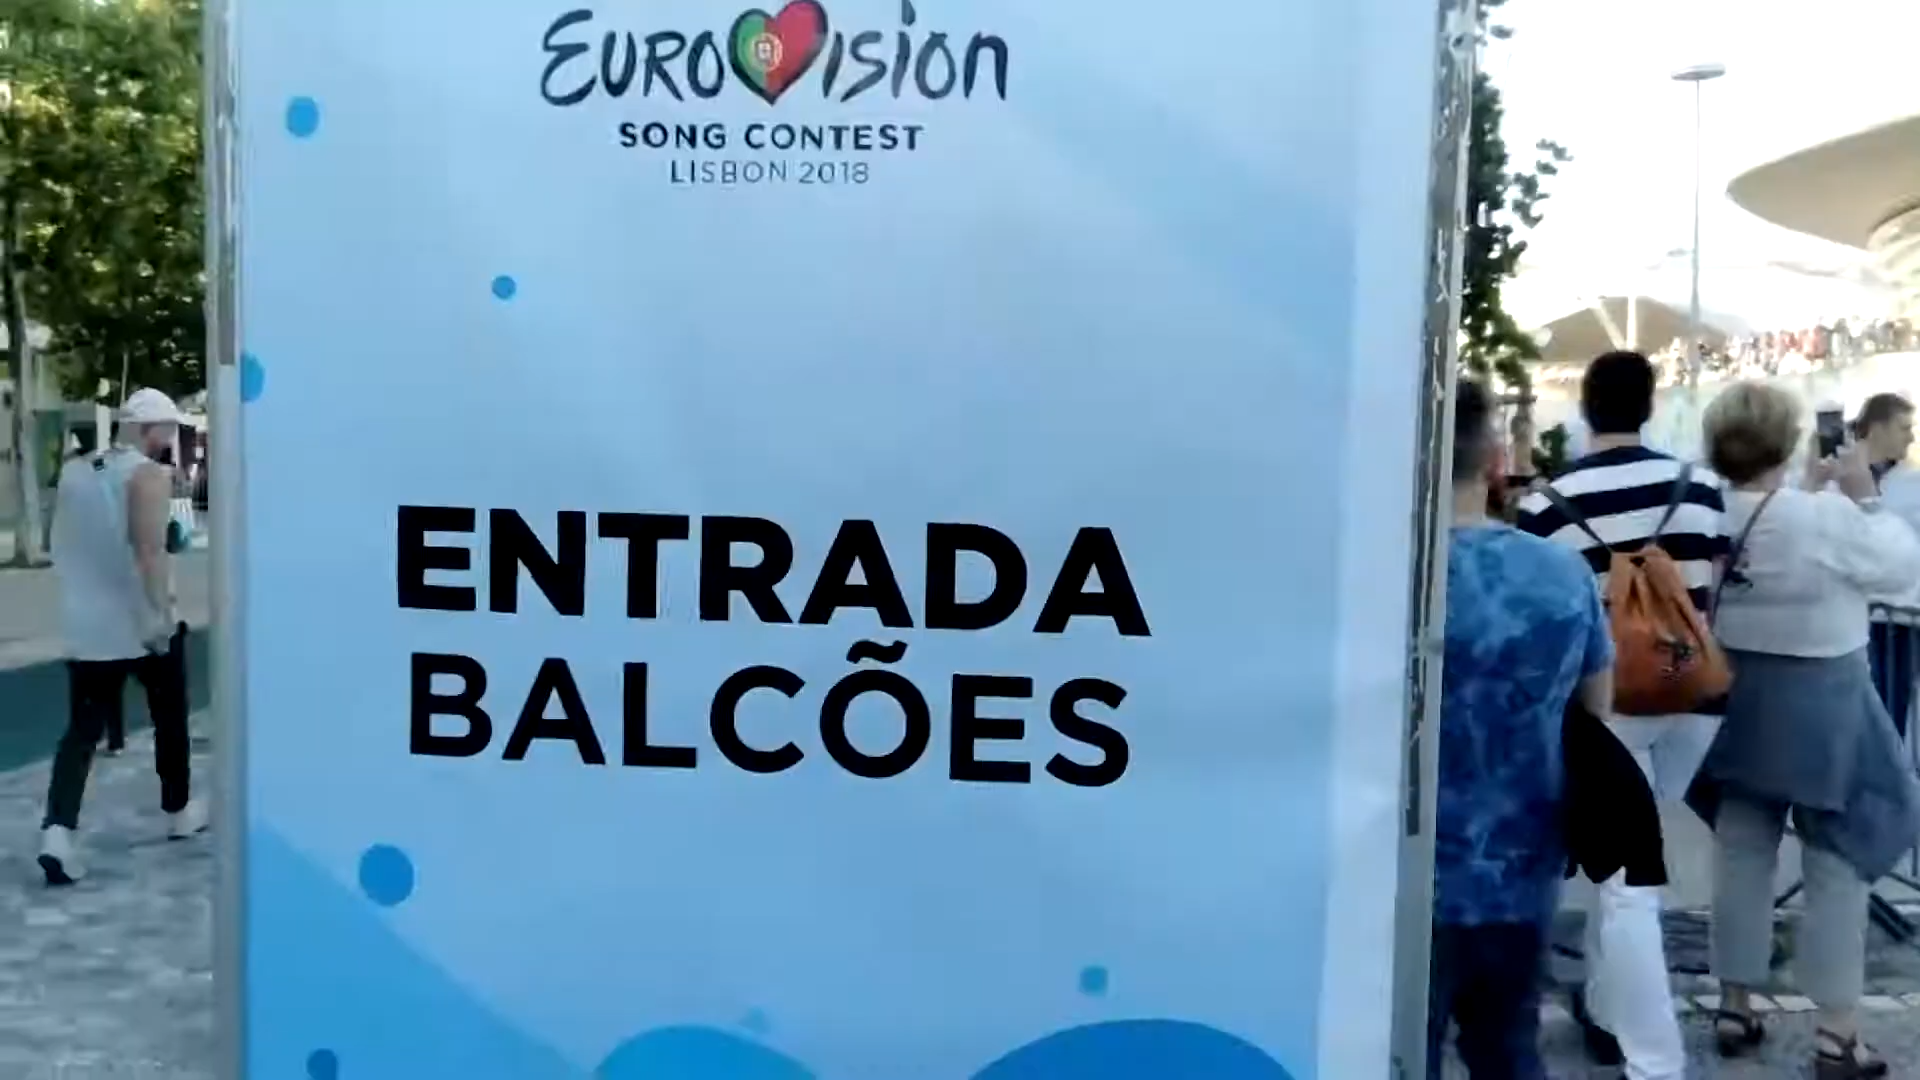 EUROVISION
SONG CONTEST
LISBON 2018
ENTRADA
BALCÕES